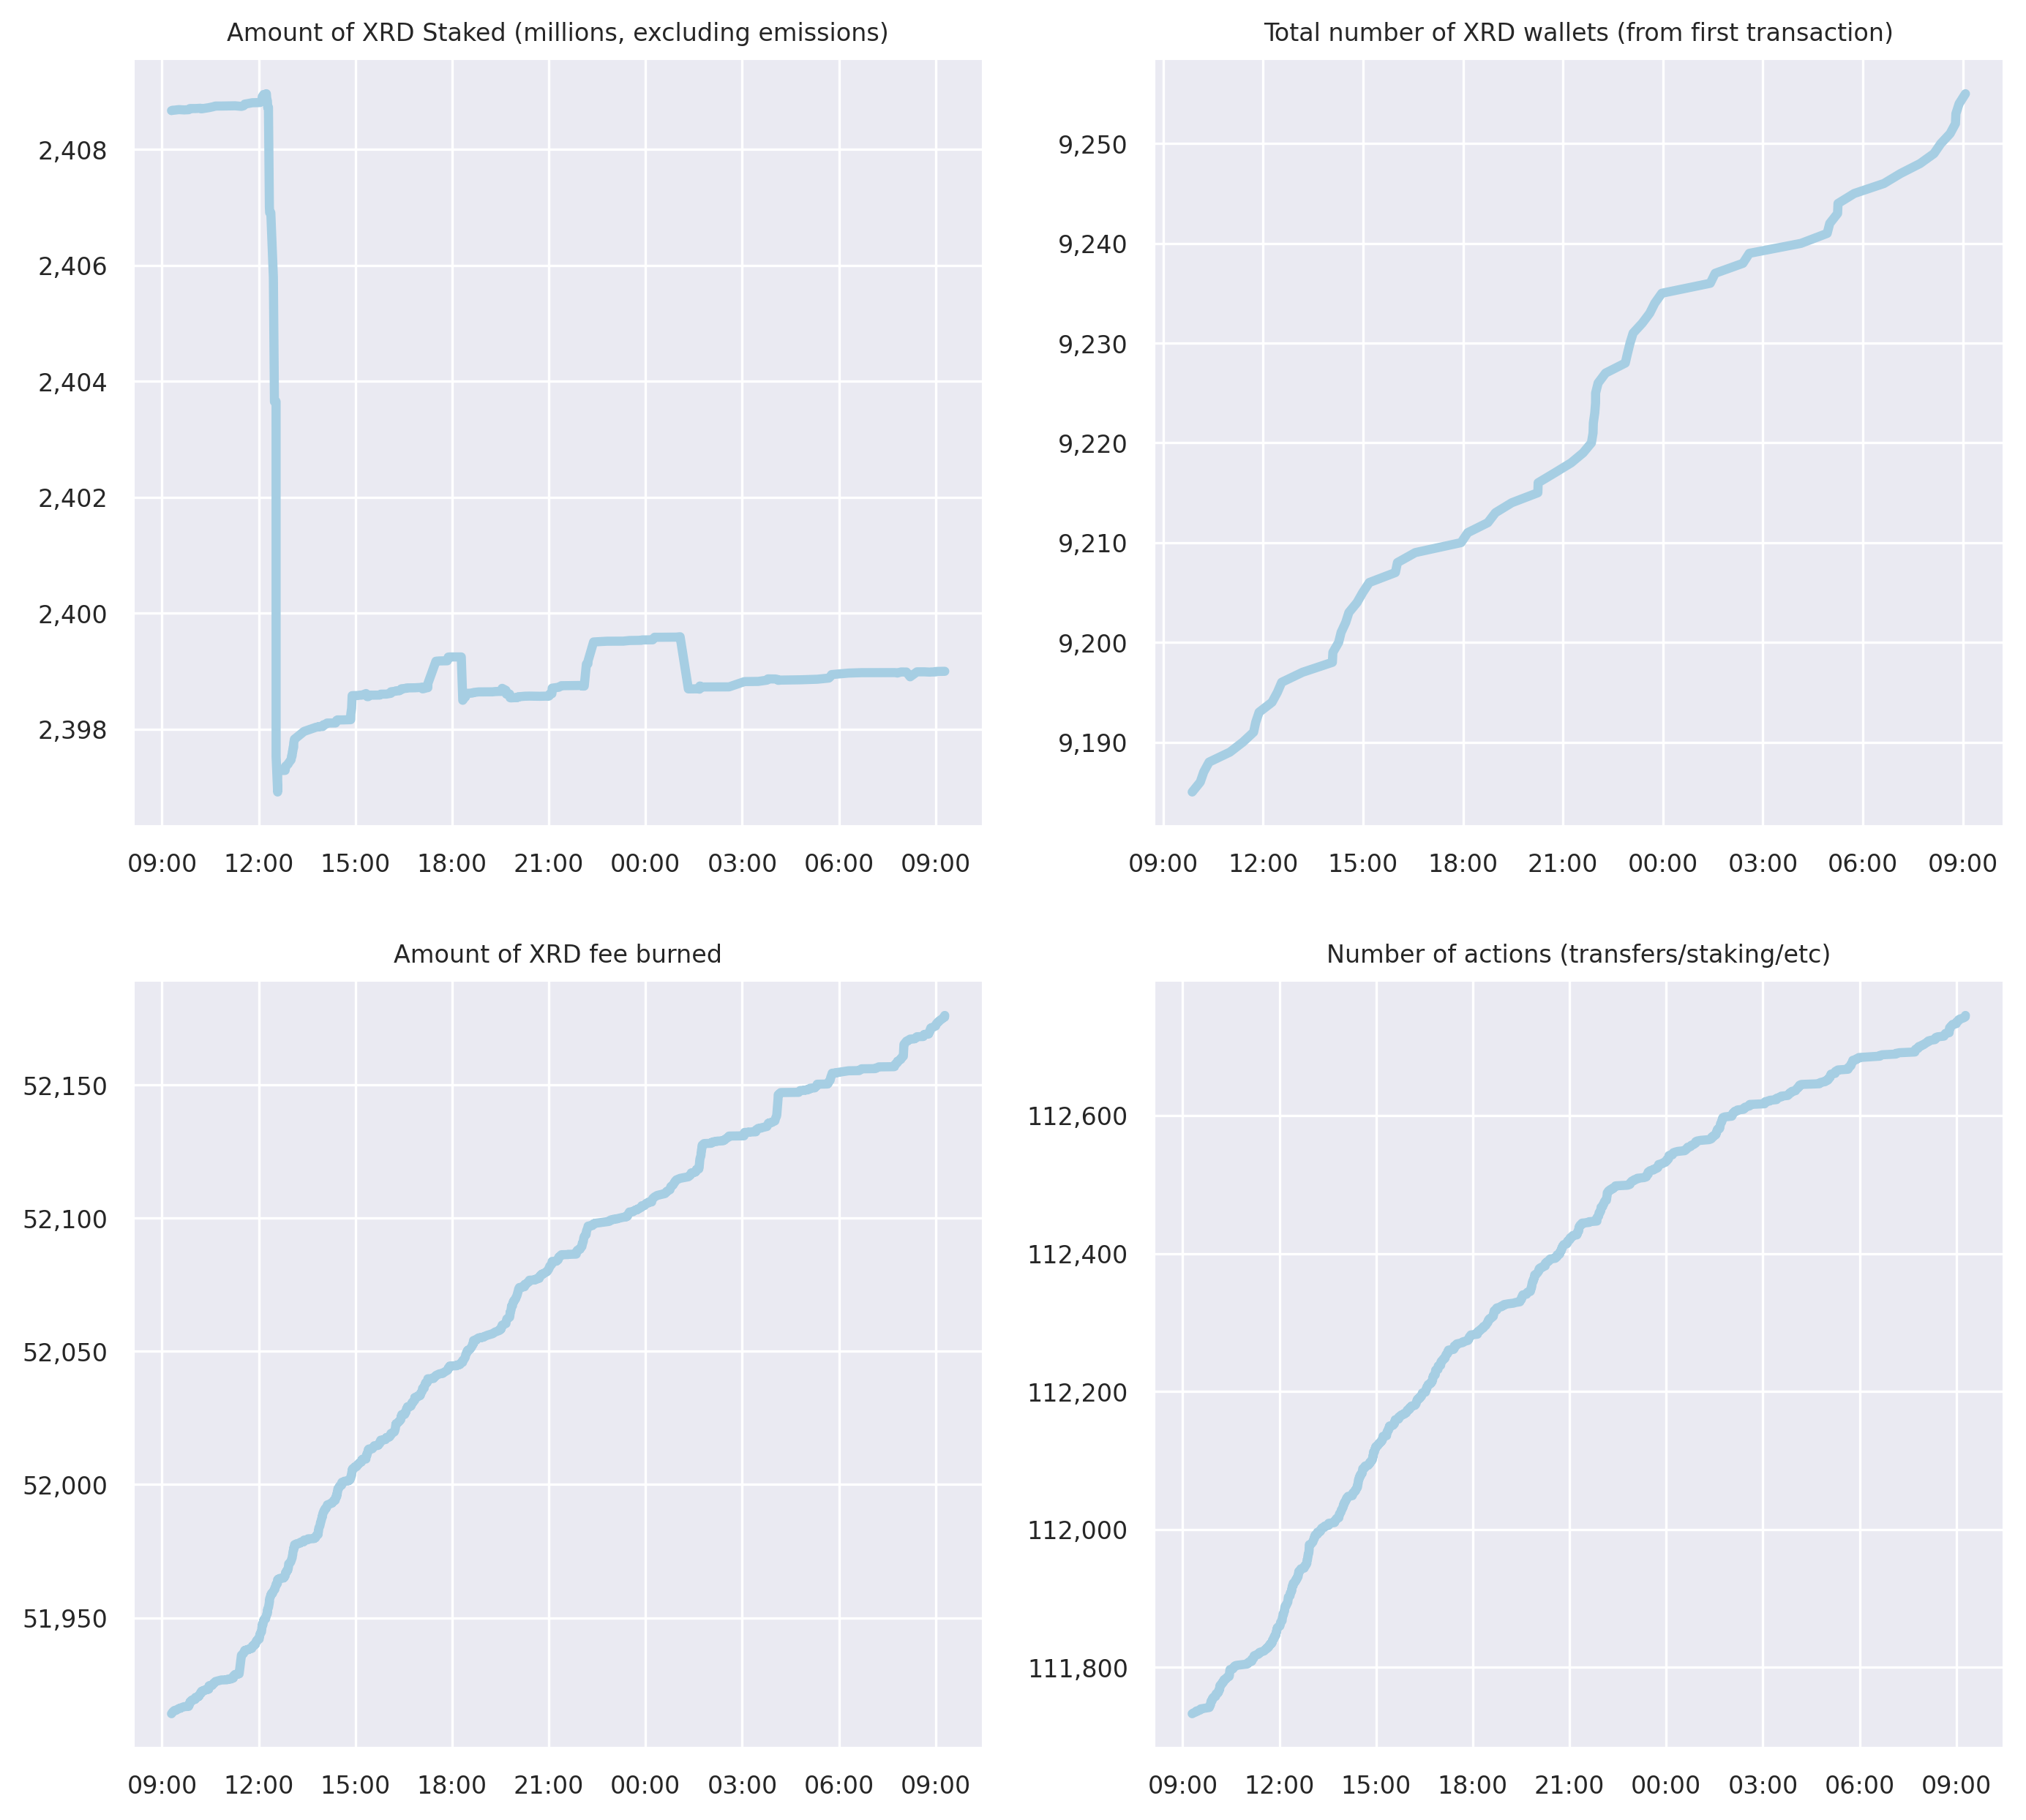 Amount of XRD Staked (millions, excluding emissions)
2,408
2,406
2,404
2,402
2,400
2,398
09:00 12:00 15:00 18:00 21:00 00:00 03:00 06:00 09:00
Total number of XRD wallets (from first transaction)
9,250
9,240
9,230
9,220
9,210
9,200
9,190
09:00 12:00 15:00 18:00 21:00 00:00 03:00 06:00 09:00
Amount of XRD fee burned
52,150
52,100
52,050
52,000
51,950
09:00 12:00 15:00 18:00 21:00 00:00 03:00 06:00 09:00
Number of actions (transfers/staking/etc)
112,600
112,400
112,200
112,000
111,800
09:00 12:00 15:00 18:00 21:00 00:00 03:00 06:00 09:00